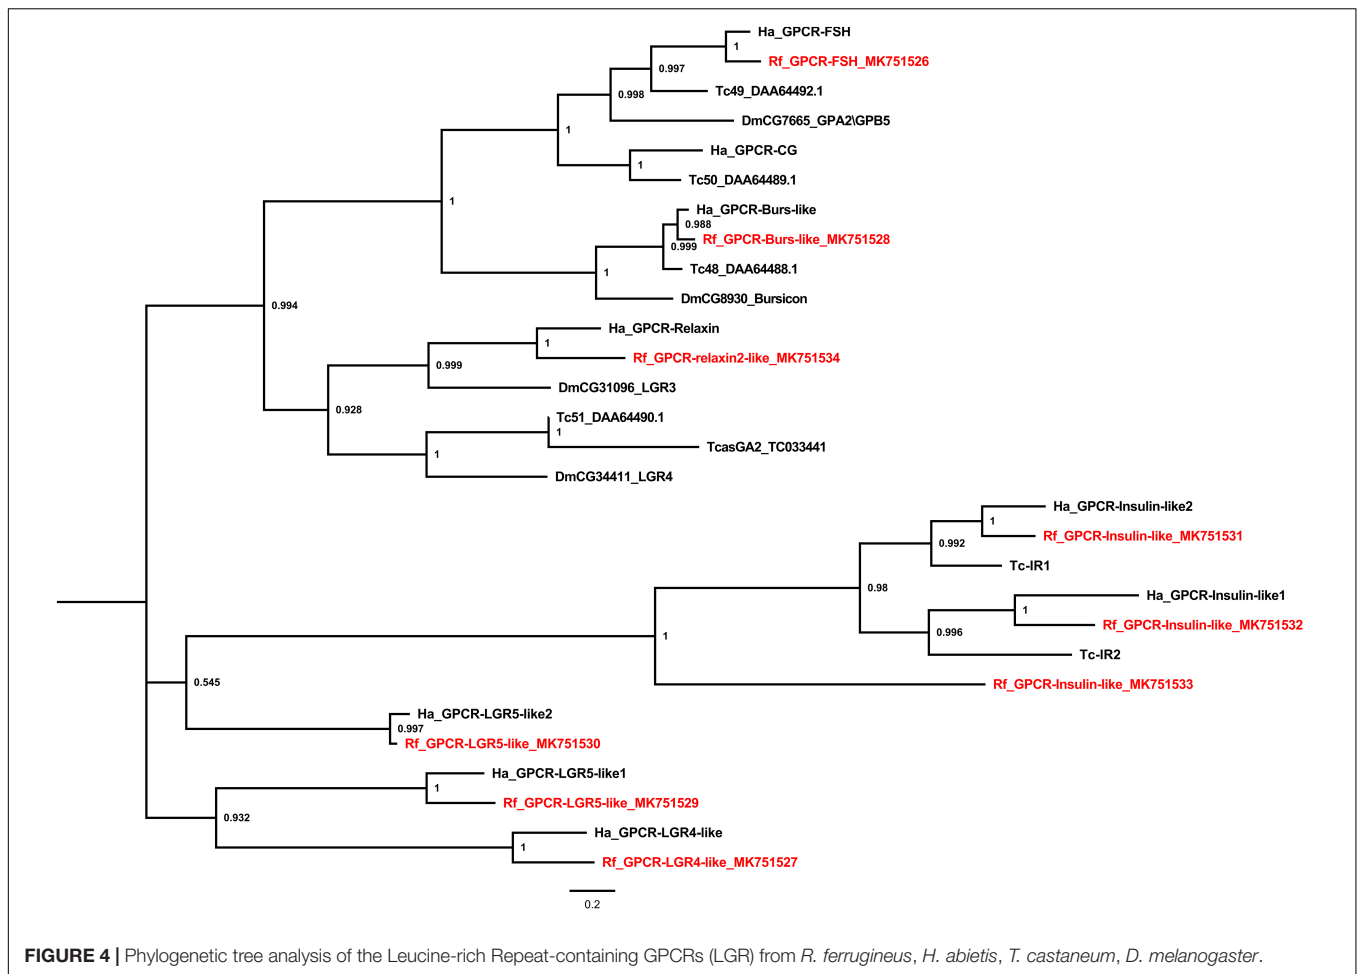 Ha_GPCR-FSH
1
Rf_GPCR-FSH_MK751526
0.997
Tc49_DAA64492.1
0.998
DmCG7665_GPA2\GPB5
1
Ha_GPCR-CG
1
Tc50_DAA64489.1
1
Ha_GPCR-Burs-like
0.988
Rf_GPCR-Burs-like_MK751528
0.999
Tc48_DAA64488.1
1
DmCG8930_Bursicon
0.994
Ha_GPCR-Relaxin
1
Rf_GPCR-relaxin2-like_MK751534
0.999
DmCG31096_LGR3
0.928
Tc51_DAA64490.1
1
TcasGA2_TC033441
1
DmCG34411_LGR4
Ha_GPCR-Insulin-like2
1
Rf_GPCR-Insulin-like_MK751531
0.992
Tc-IR1
0.98
Ha_GPCR-Insulin-like1
1
Rf_GPCR-Insulin-like_MK751532
0.996
Tc-IR2
1
Rf_GPCR-Insulin-like_MK751533
0.545
Ha_GPCR-LGR5-like2
0.997
Rf_GPCR-LGR5-like_MK751530
Ha_GPCR-LGR5-like1
1
Rf_GPCR-LGR5-like_MK751529
0.932
Ha_GPCR-LGR4-like
1
Rf_GPCR-LGR4-like_MK751527
0.2
FIGURE 4 | Phylogenetic tree analysis of the Leucine-rich Repeat-containing GPCRs (LGR) from R. ferrugineus, H. abietis, T. castaneum, D. melanogaster.